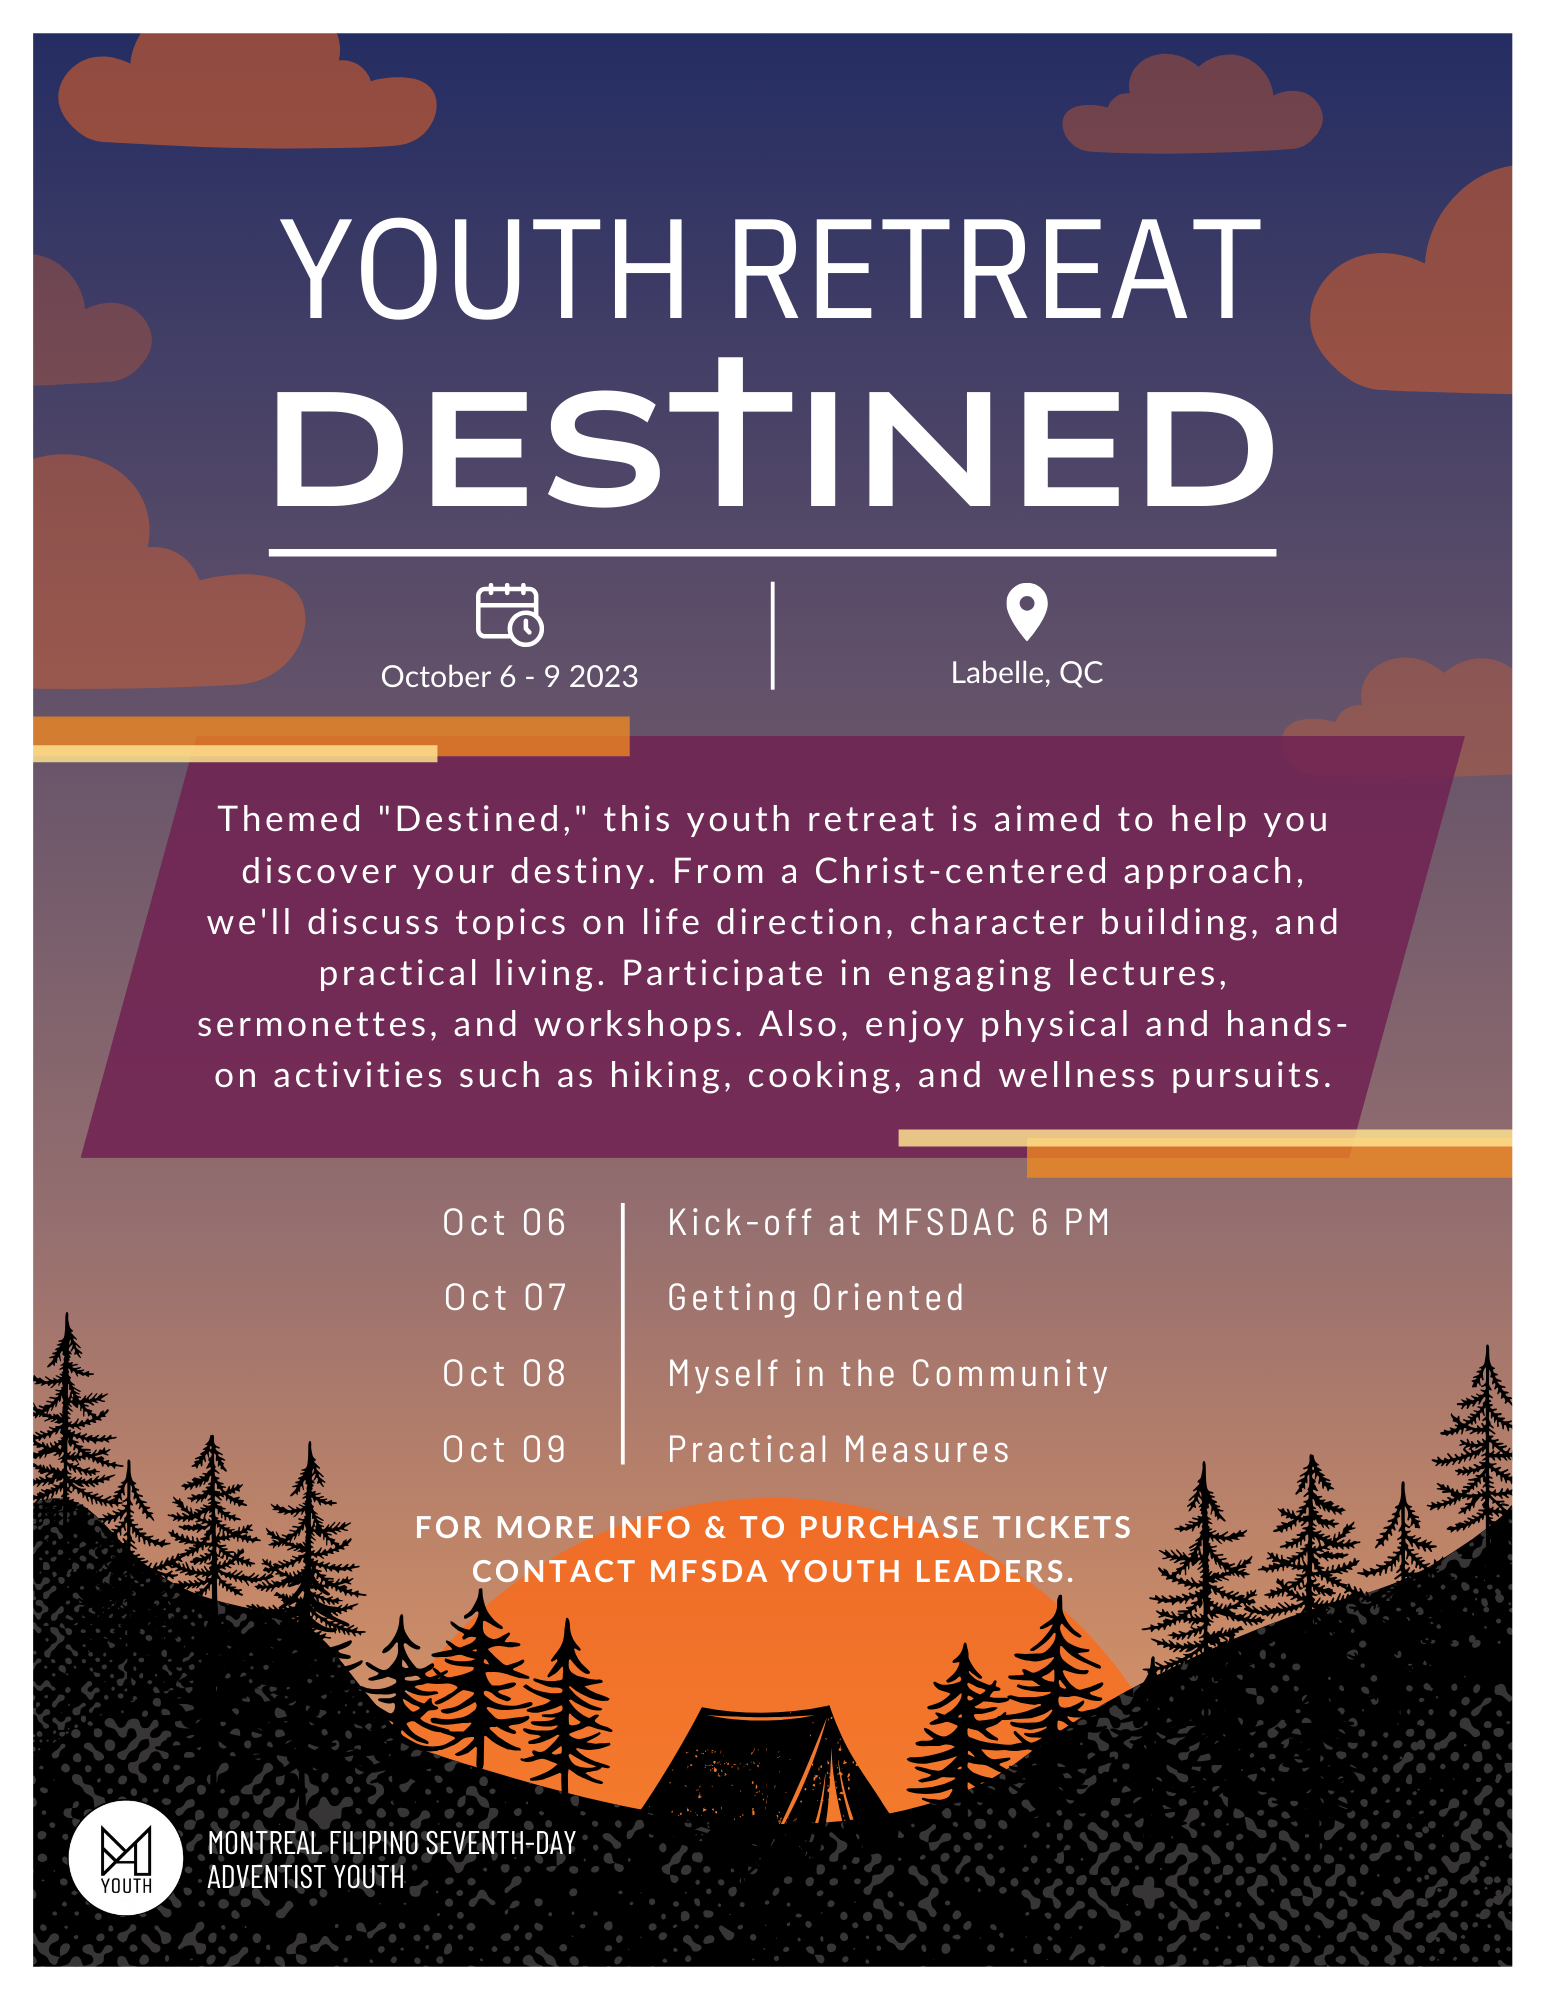 YOUTH RETREAT
DESTINED
October 6 - 9 2023
Labelle, QC
Themed "Destined," this youth retreat is aimed to help you
discover your destiny. From a Christ-centered approach,
we'll discuss topics on life direction, character building, and
practical living. Participate in engaging lectures,
sermonettes, and workshops. Also, enjoy physical and hands-
on activities such as hiking, cooking, and wellness pursuits.
Oct 06 Kick-off at MFSDAC 6 PM
Oct 07 Getting Oriented
Oct 08 Myself in the Community
Oct 09 Practical Measures
FOR MORE INFO & TO PURCHASE TICKETS
CONTACT MFSDA YOUTH LEADERS.
YOUTH
MONTREAL FILIPINO SEVENTH-DAY
ADVENTIST YOUTH